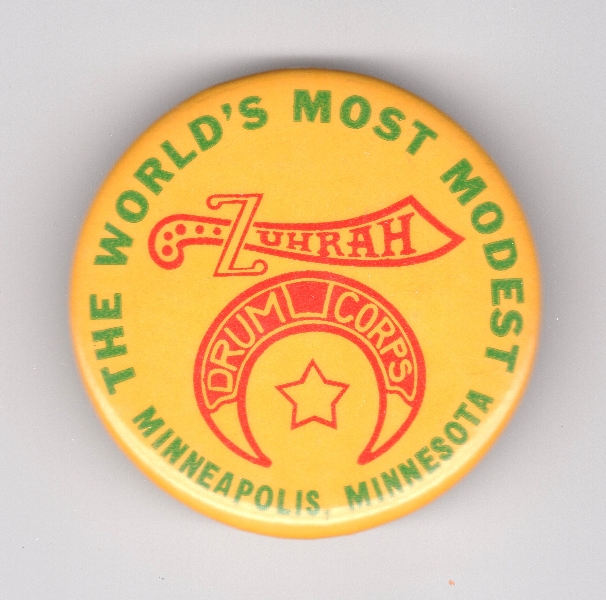 THE WORLD'S MOST MODEST
ZUHRAH
DRUM CORPS
MINNEAPOLIS, MINNESOTA